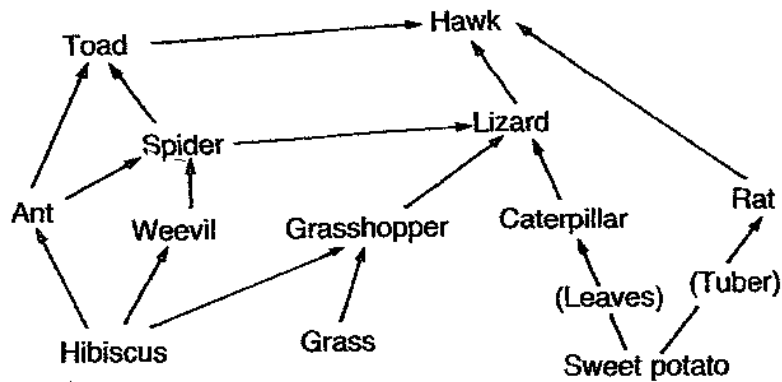 Hawk
Toad
Lizard
Spider
Rat
Ant
Caterpillar
Weevil
Grasshopper
(Tuber)
(Leaves)
Grass
Hibiscus
Sweet potato